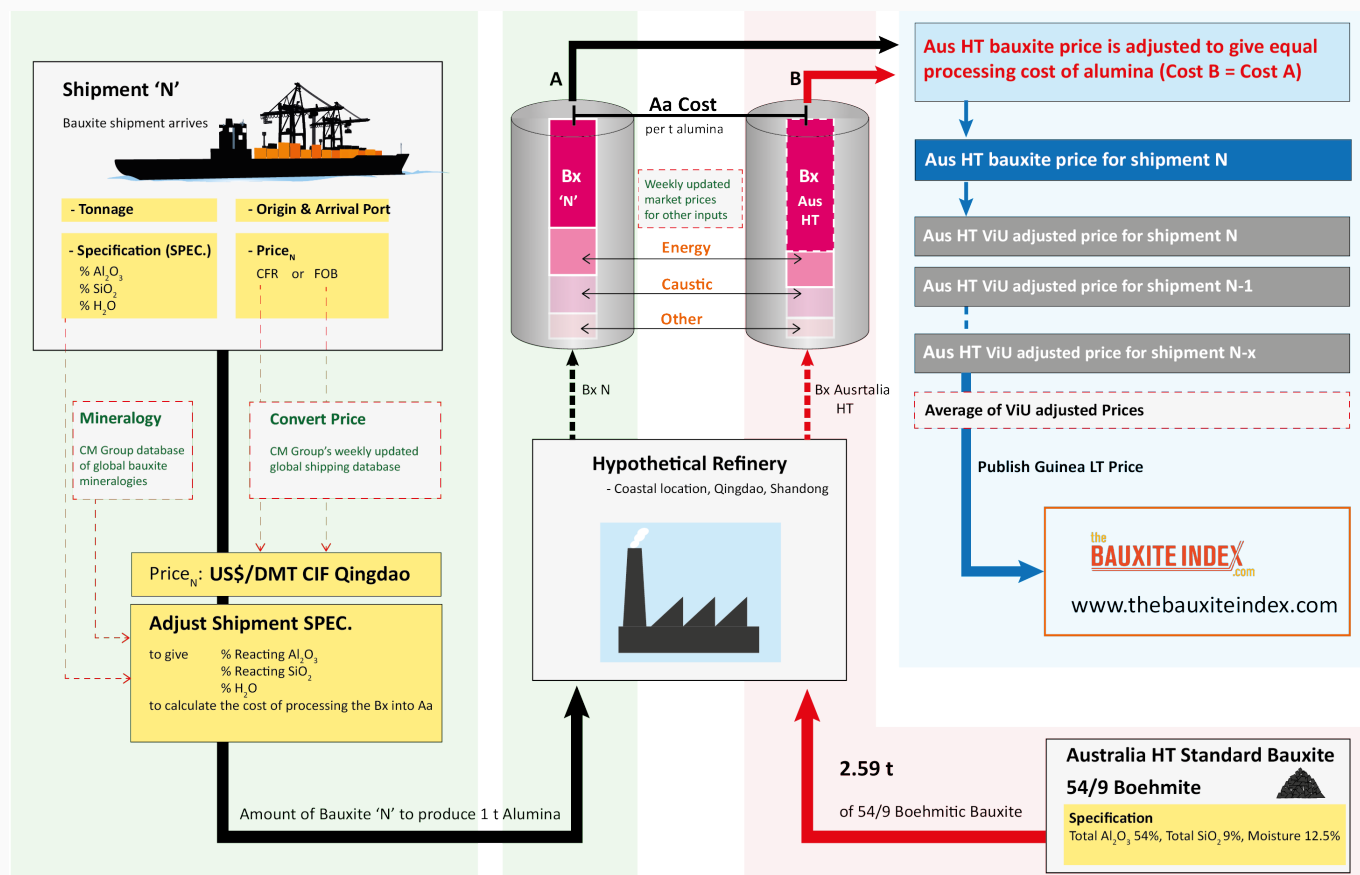 Shipment ‘N’
Bauxite shipment arrives
- Tonnage
- Origin & Arrival Port
- Specification (SPEC.)
% Al2O3
% SiO2
% H2O
- PriceN
CFR or FOB
Mineralogy
CM Group database
of global bauxite
mineralogies
Convert Price
CM Group’s weekly updated
global shipping database
PriceN: US$/DMT CIF Qingdao
Adjust Shipment SPEC.
to give % Reacting Al2O3
% Reacting SiO2
% H2O
to calculate the cost of processing the Bx into Aa
Amount of Bauxite ‘N’ to produce 1 t Alumina
A
B
Aa Cost
per t alumina
Bx
‘N’
Weekly updated
market prices
for other inputs
Bx
Aus
HT
Energy
Caustic
Other
Bx N
Bx Ausrtalia
HT
Hypothetical Refinery
- Coastal location, Qingdao, Shandong
2.59 t
of 54/9 Boehmitic Bauxite
Australia HT Standard Bauxite
54/9 Boehmite
Specification
Total Al2O3 54%, Total SiO2 9%, Moisture 12.5%
Aus HT bauxite price is adjusted to give equal
processing cost of alumina (Cost B = Cost A)
Aus HT bauxite price for shipment N
Aus HT ViU adjusted price for shipment N
Aus HT ViU adjusted price for shipment N-1
Aus HT ViU adjusted price for shipment N-x
Average of ViU adjusted Prices
Publish Guinea LT Price
the
BAUXITE INDEX
.com
www.thebauxiteindex.com